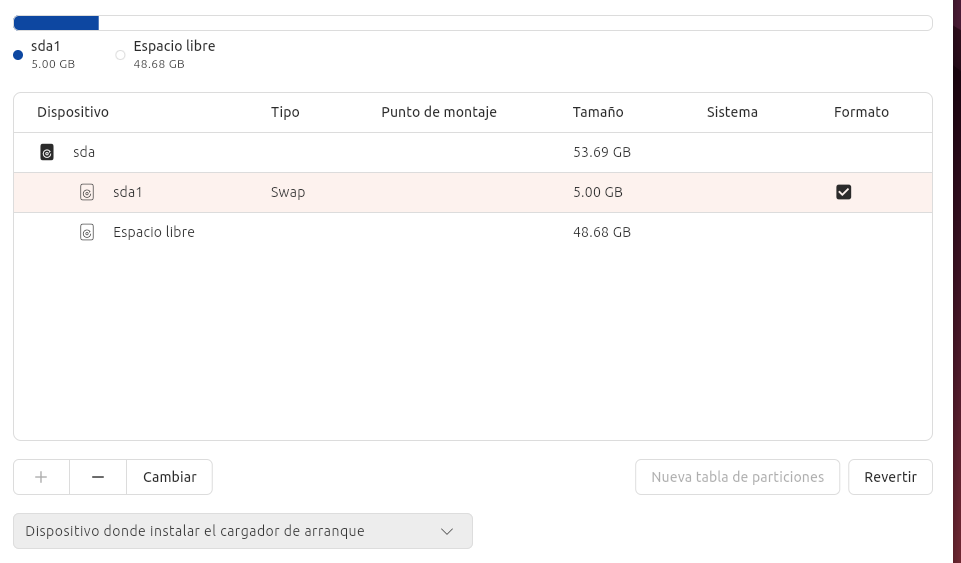 sda1 Espacio libre
5.00 GB 48.68 GB
Dispositivo Tipo Punto de montaje Tamaño Sistema Formato
sda 53.69 GB
sda1 Swap 5.00 GB
Espacio libre 48.68 GB
+ − Cambiar Nueva tabla de particiones Revertir
Dispositivo donde instalar el cargador de arranque